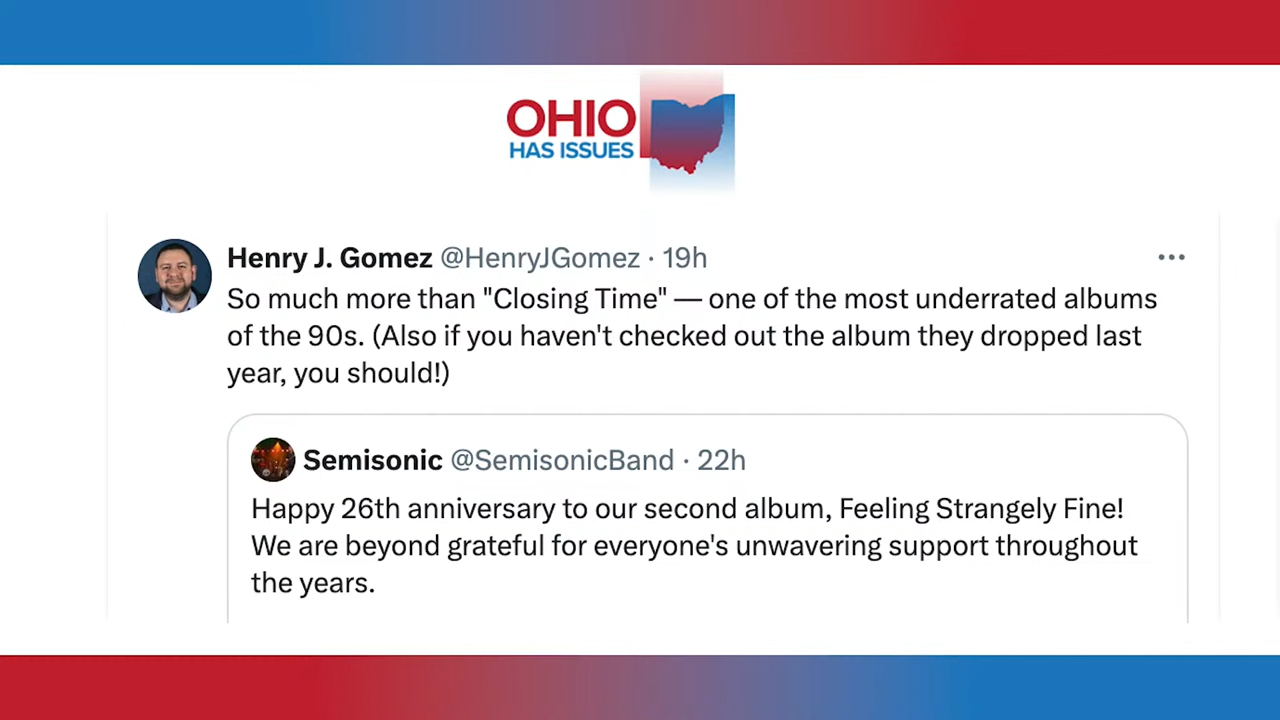 OHIO
HAS ISSUES
Henry J. Gomez @HenryJGomez · 19h
So much more than "Closing Time" — one of the most underrated albums
of the 90s. (Also if you haven't checked out the album they dropped last
year, you should!)
Semisonic @SemisonicBand · 22h
Happy 26th anniversary to our second album, Feeling Strangely Fine!
We are beyond grateful for everyone's unwavering support throughout
the years.